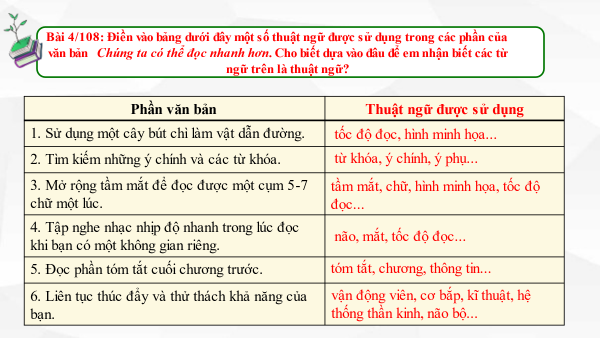 Bài 4/108: Điền vào bảng dưới đây một số thuật ngữ được sử dụng trong các phần của
văn bản Chúng ta có thể đọc nhanh hơn. Cho biết dựa vào đâu để em nhận biết các từ
ngữ trên là thuật ngữ?
Phần văn bản
Thuật ngữ được sử dụng
1. Sử dụng một cây bút chì làm vật dẫn đường.
tốc độ đọc, hình minh họa...
2. Tìm kiếm những ý chính và các từ khóa.
từ khóa, ý chính, ý phụ...
3. Mở rộng tầm mắt để đọc được một cụm 5-7
chữ một lúc.
tầm mắt, chữ, hình minh họa, tốc độ
đọc...
4. Tập nghe nhạc nhịp độ nhanh trong lúc đọc
khi bạn có một không gian riêng.
não, mắt, tốc độ đọc...
5. Đọc phần tóm tắt cuối chương trước.
tóm tắt, chương, thông tin...
6. Liên tục thúc đẩy và thử thách khả năng của
bạn.
vận động viên, cơ bắp, kĩ thuật, hệ
thống thần kinh, não bộ...